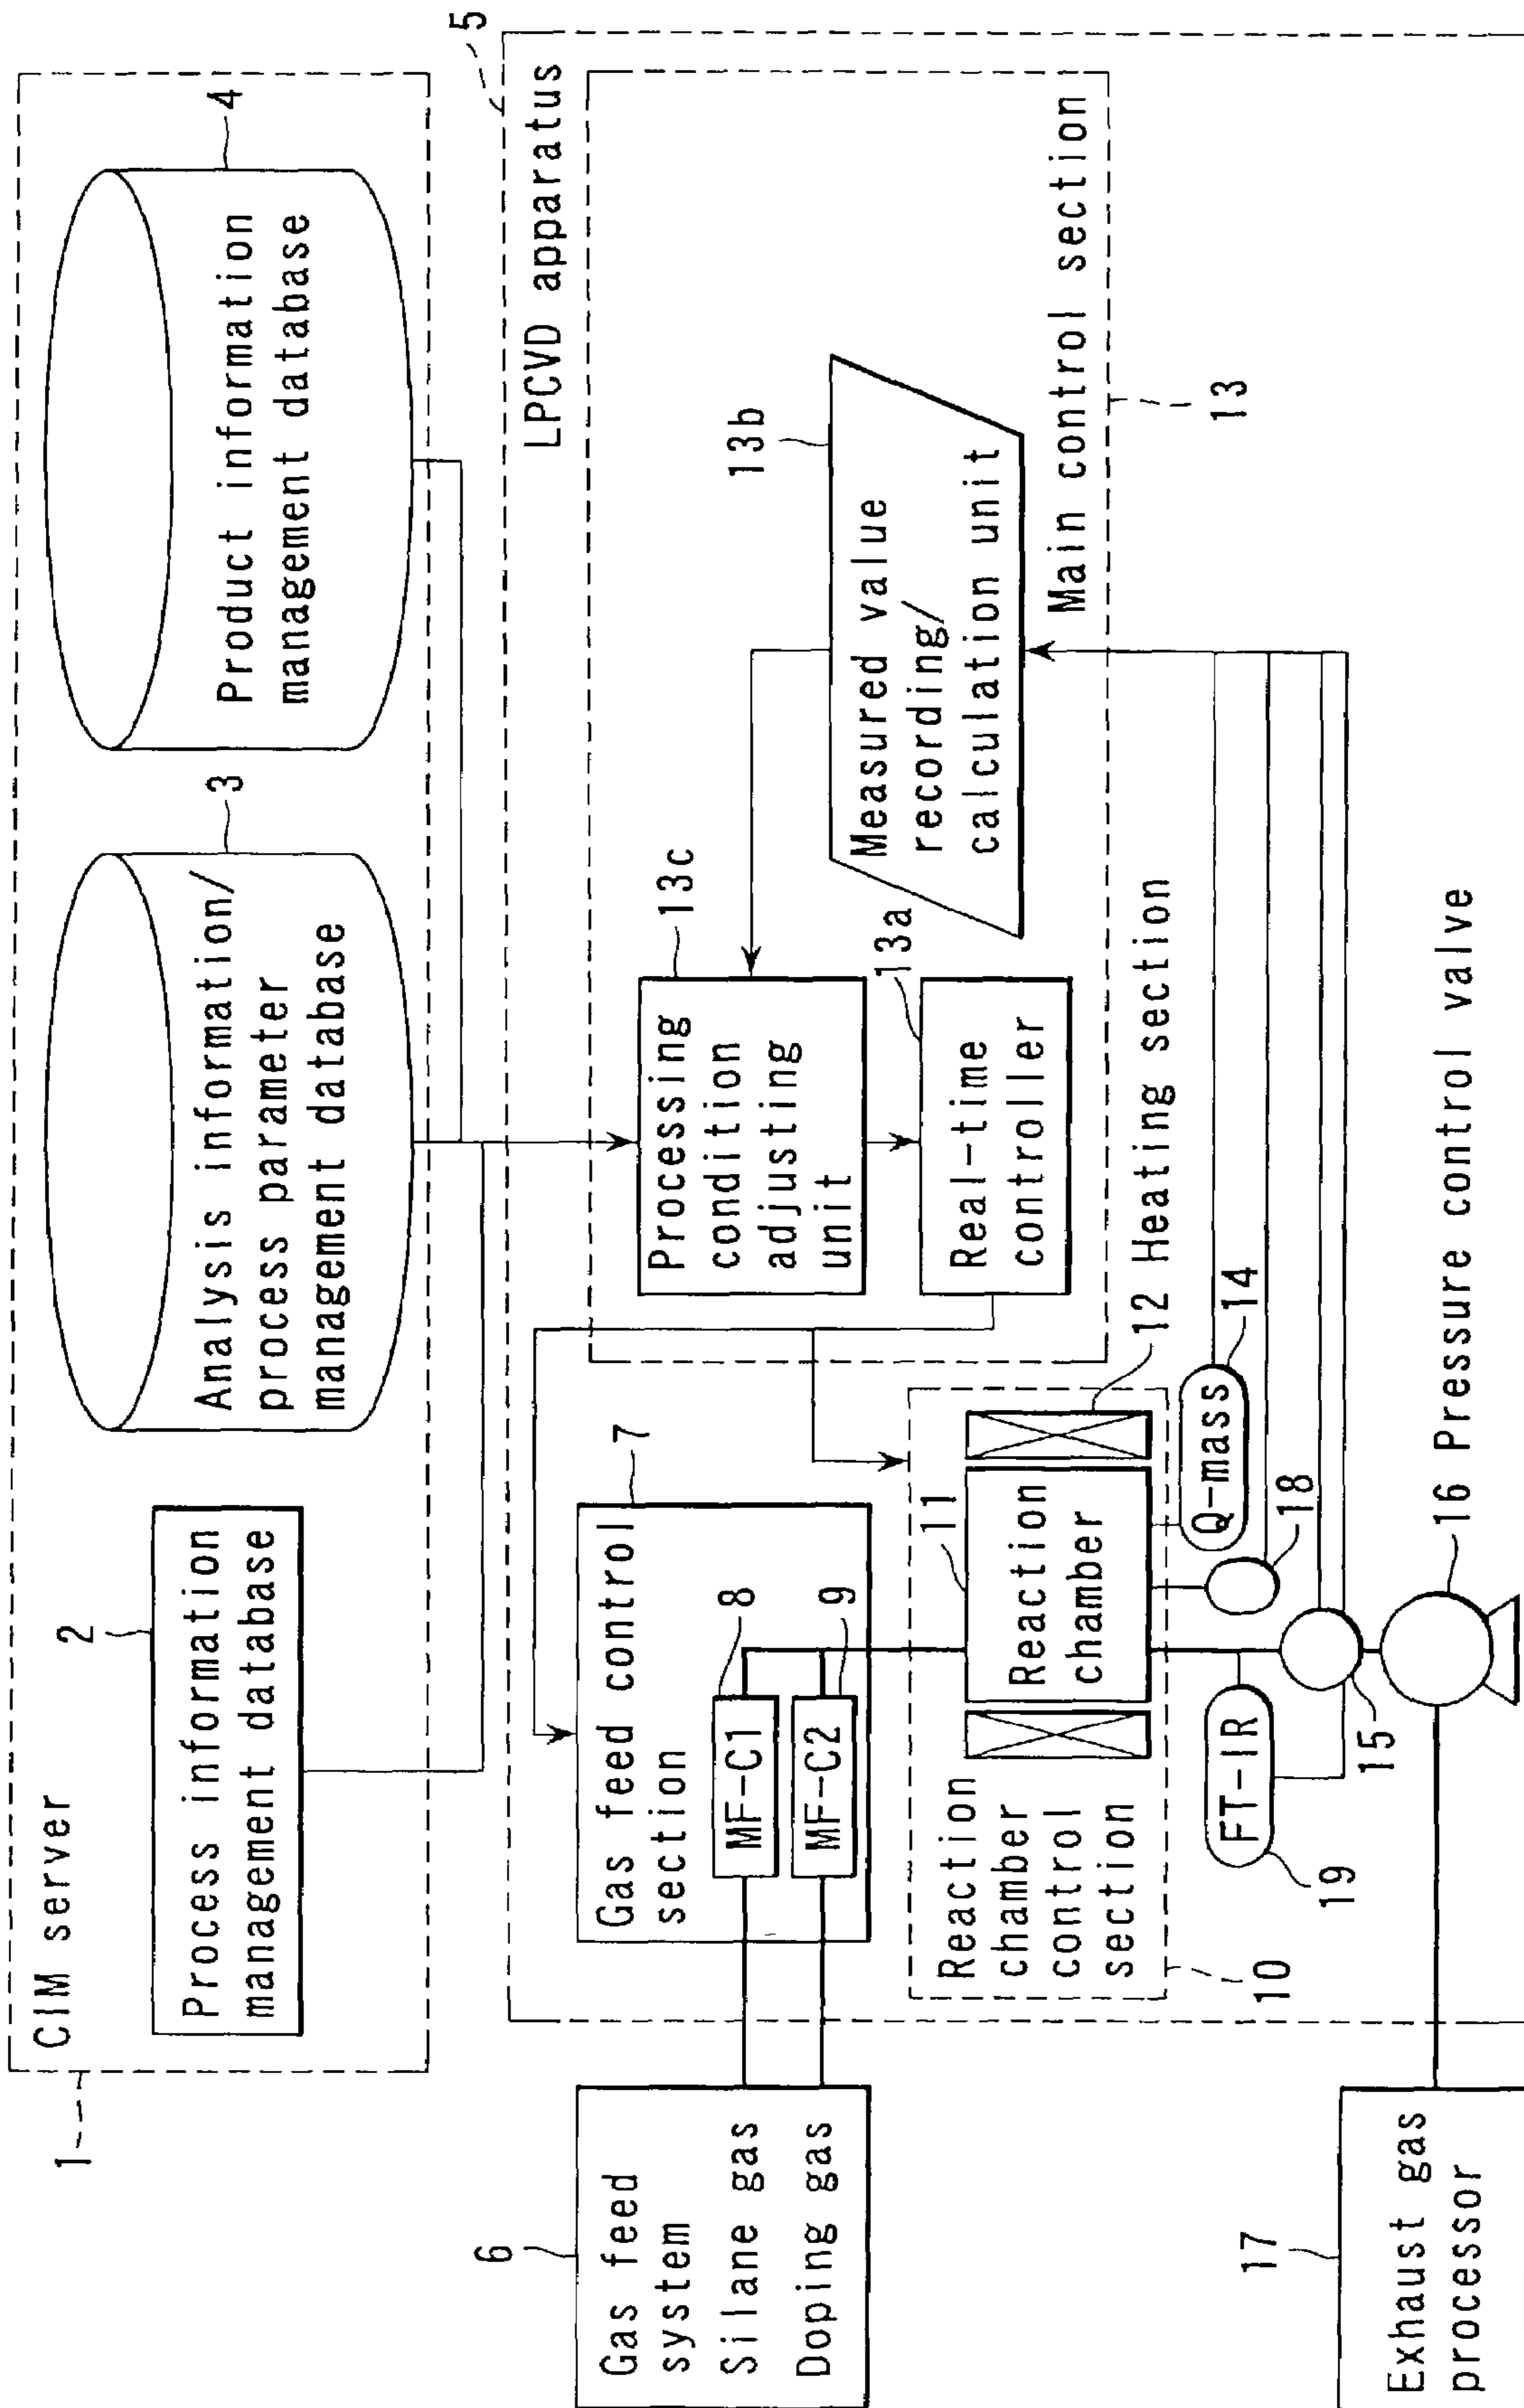 1
CIM server
2
Process information
management database
3
Analysis information/
process parameter
management database
4
Product information
management database
5
LPCVD apparatus
6
Gas feed
system
Silane gas
Doping gas
7
Gas feed control
section
8
MF-C1
9
MF-C2
13c
Processing
condition
adjusting
unit
13a
Real-time
controller
13b
Measured value
recording/
calculation unit
Main control section
13
Reaction
chamber
control
section
10
11
Reaction
chamber
12 Heating section
14
Q-mass
18
FT-IR
19
15
16 Pressure control valve
17
Exhaust gas
processor